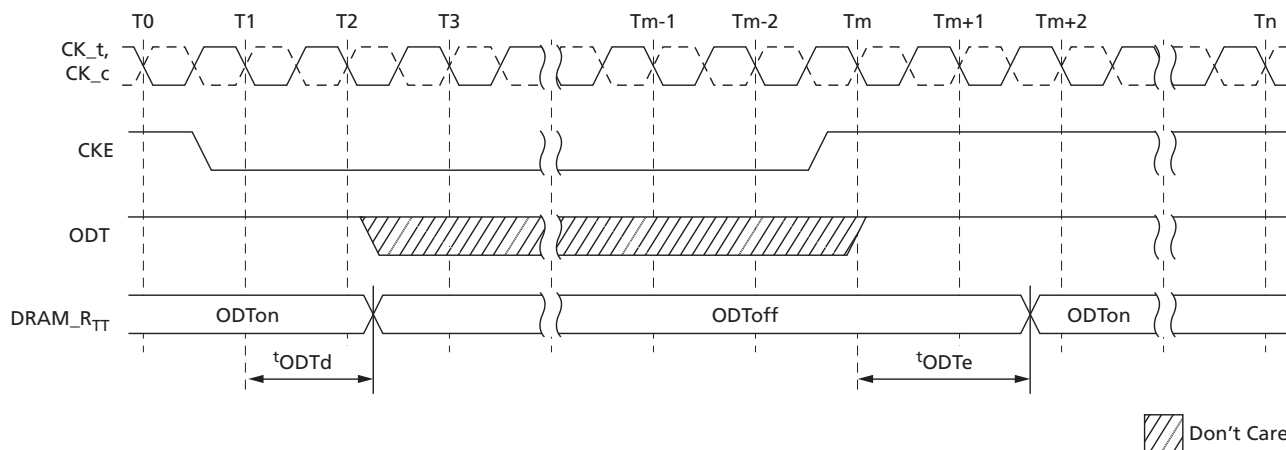 T0 T1 T2 T3 Tm-1 Tm-2 Tm Tm+1 Tm+2 Tn
CK_t,
CK_c
CKE
ODT
DRAM_RTT
ODTon ODToff ODTon
tODTd tODTe
Don't Care